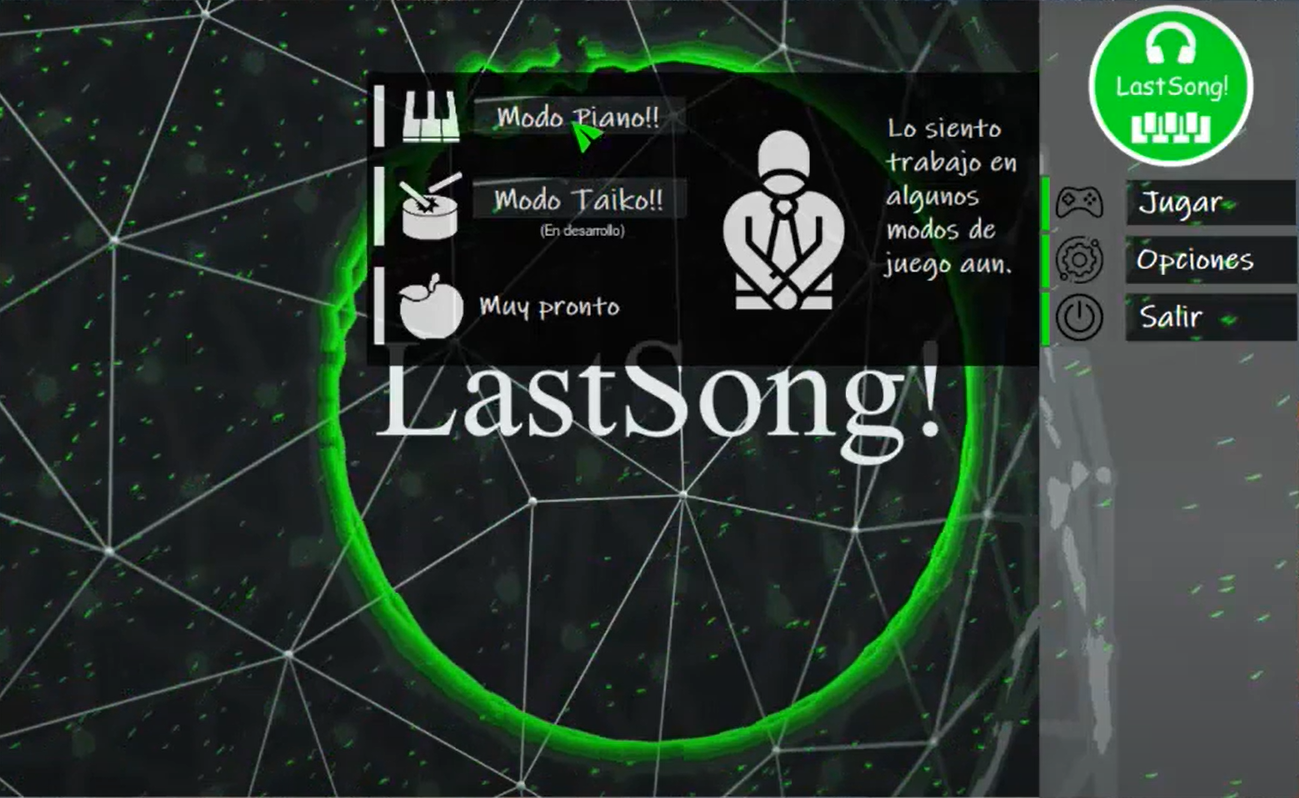 Modo Piano!!
Modo Taiko!!
(En desarrollo)
Muy pronto
Lo siento
trabajo en
algunos
modos de
juego aun.
LastSong!
LastSong!
Jugar
Opciones
Salir